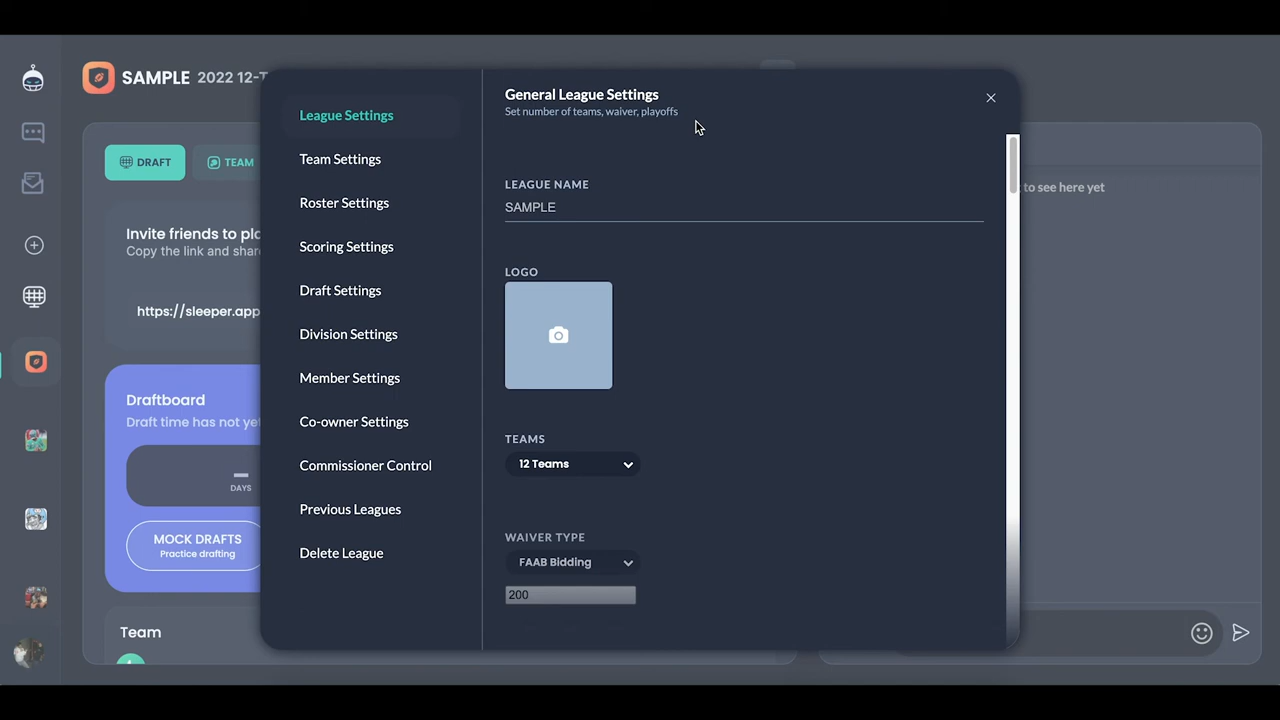 SAMPLE 2022 12-T
DRAFT
TEAM
Invite friends to pla
Copy the link and share
https://sleeper.app
Draftboard
Draft time has not yet
DAYS
MOCK DRAFTS
Practice drafting
Team
League Settings
Team Settings
Roster Settings
Scoring Settings
Draft Settings
Division Settings
Member Settings
Co-owner Settings
Commissioner Control
Previous Leagues
Delete League
General League Settings
Set number of teams, waiver, playoffs
LEAGUE NAME
SAMPLE
LOGO
TEAMS
12 Teams
WAIVER TYPE
FAAB Bidding
200
to see here yet